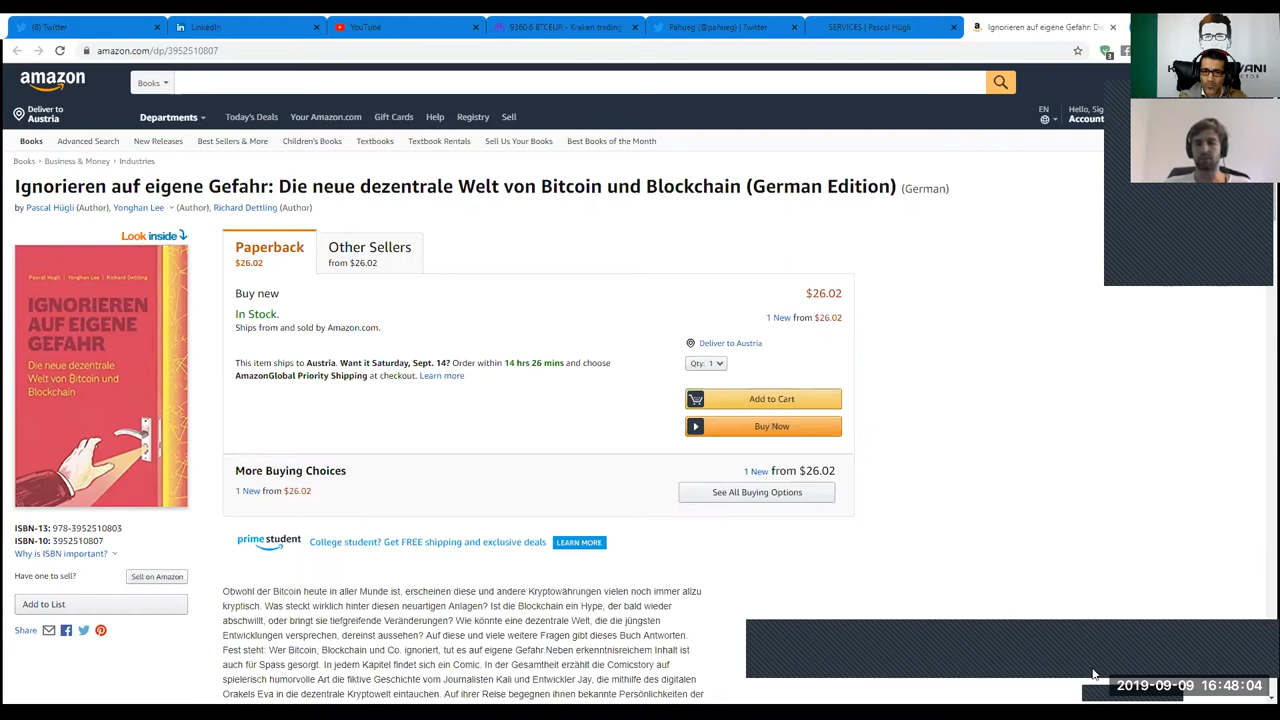 (8) Twitter
LinkedIn
YouTube
9360.6 BTCEUR - Kraken trading
Pahueg (@pahueg) | Twitter
SERVICES | Pascal Hügli
Ignorieren auf eigene Gefahr: Di
amazon.com/dp/3952510807
3
amazon
Books
Deliver to
Austria
Departments
Today's Deals
Your Amazon.com
Gift Cards
Help
Registry
Sell
EN
Hello, Sig
Account
Books
Advanced Search
New Releases
Best Sellers & More
Children's Books
Textbooks
Textbook Rentals
Sell Us Your Books
Best Books of the Month
Books › Business & Money › Industries
Ignorieren auf eigene Gefahr: Die neue dezentrale Welt von Bitcoin und Blockchain (German Edition) (German)
by Pascal Hügli (Author), Yonghan Lee (Author), Richard Dettling (Author)
Look inside
Pascal Hügli | Yonghan Lee | Richard Dettling
IGNORIEREN
AUF EIGENE
GEFAHR
Die neue dezentrale
Welt von Bitcoin und
Blockchain
Paperback
$26.02
Other Sellers
from $26.02
Buy new
$26.02
In Stock.
Ships from and sold by Amazon.com.
1 New from $26.02
Deliver to Austria
This item ships to Austria. Want it Saturday, Sept. 14? Order within 14 hrs 26 mins and choose
AmazonGlobal Priority Shipping at checkout. Learn more
Qty: 1
Add to Cart
Buy Now
More Buying Choices
1 New from $26.02
1 New from $26.02
See All Buying Options
ISBN-13: 978-3952510803
ISBN-10: 3952510807
Why is ISBN important?
Have one to sell?
Sell on Amazon
Add to List
Share
prime student
College student? Get FREE shipping and exclusive deals
LEARN MORE
Obwohl der Bitcoin heute in aller Munde ist, erscheinen diese und andere Kryptowährungen vielen noch immer allzu
kryptisch. Was steckt wirklich hinter diesen neuartigen Anlagen? Ist die Blockchain ein Hype, der bald wieder
abschwillt, oder bringt sie tiefgreifende Veränderungen? Wie könnte eine dezentrale Welt, die die jüngsten
Entwicklungen versprechen, dereinst aussehen? Auf diese und viele weitere Fragen gibt dieses Buch Antworten.
Fest steht: Wer Bitcoin, Blockchain und Co. ignoriert, tut es auf eigene Gefahr.Neben erkenntnisreichem Inhalt ist
auch für Spass gesorgt. In jedem Kapitel findet sich ein Comic. In der Gesamtheit erzählt die Comicstory auf
spielerisch humorvolle Art die fiktive Geschichte vom Journalisten Kali und Entwickler Jay, die mithilfe des digitalen
Orakels Eva in die dezentrale Kryptowelt eintauchen. Auf ihrer Reise begegnen ihnen bekannte Persönlichkeiten der
2019-09-09 16:48:04